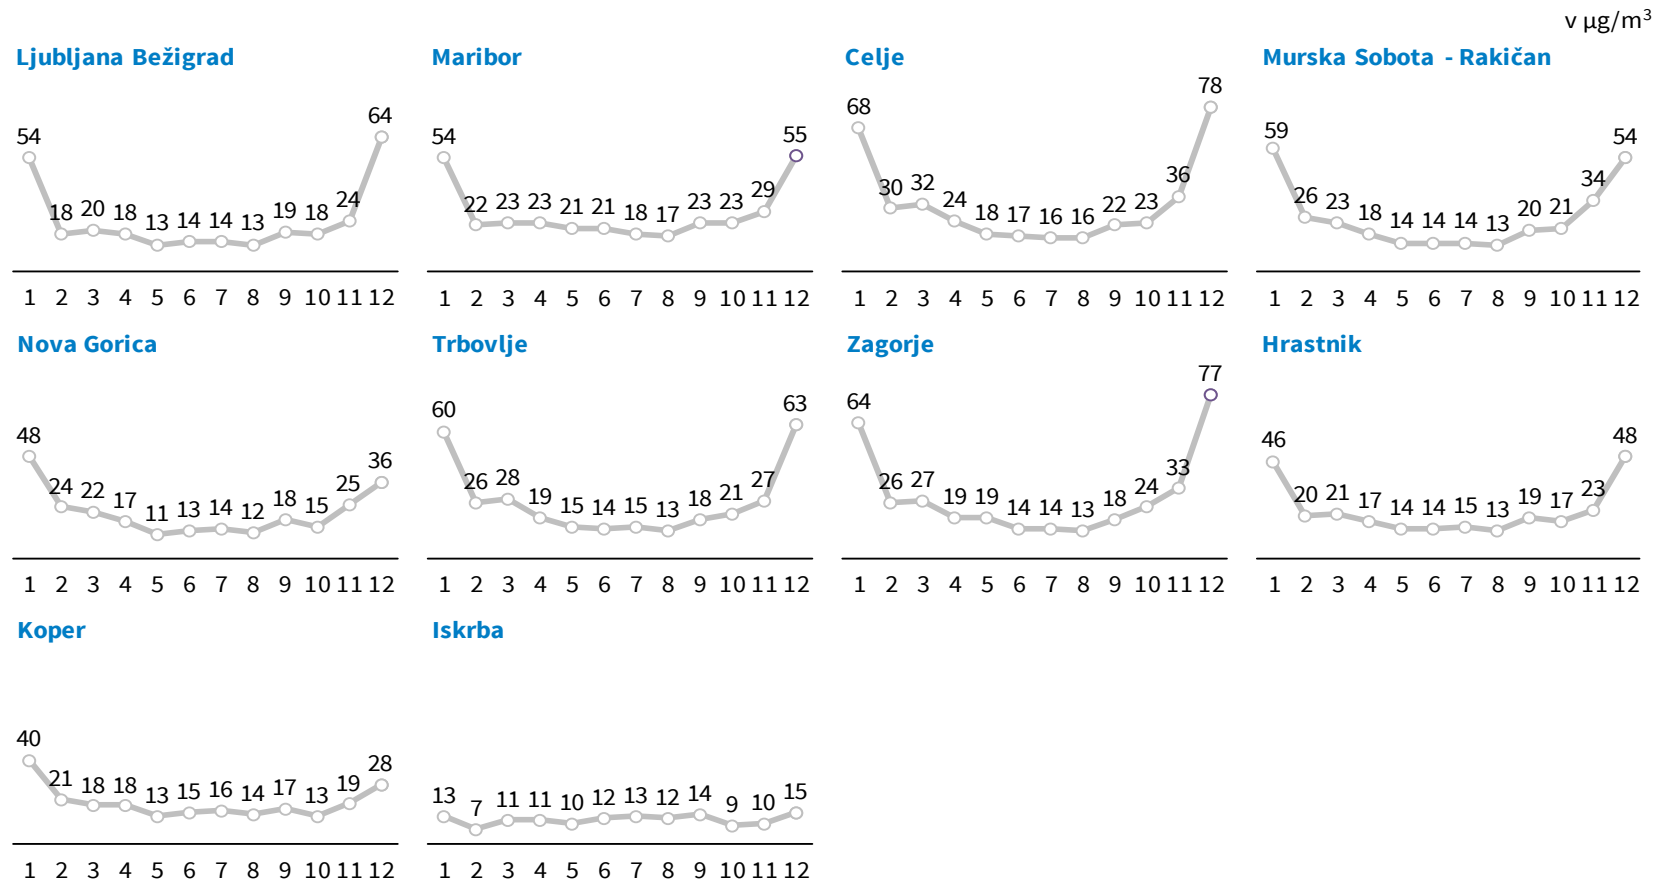 v µg/m³
Ljubljana Bežigrad
54 18 20 18 13 14 14 13 19 18 24 64
1 2 3 4 5 6 7 8 9 10 11 12
Maribor
54 22 23 23 21 21 18 17 23 23 29 55
1 2 3 4 5 6 7 8 9 10 11 12
Celje
68 30 32 24 18 17 16 16 22 23 36 78
1 2 3 4 5 6 7 8 9 10 11 12
Murska Sobota - Rakičan
59 26 23 18 14 14 14 13 20 21 34 54
1 2 3 4 5 6 7 8 9 10 11 12
Nova Gorica
48 24 22 17 11 13 14 12 18 15 25 36
1 2 3 4 5 6 7 8 9 10 11 12
Trbovlje
60 26 28 19 15 14 15 13 18 21 27 63
1 2 3 4 5 6 7 8 9 10 11 12
Zagorje
64 26 27 19 19 14 14 13 18 24 33 77
1 2 3 4 5 6 7 8 9 10 11 12
Hrastnik
46 20 21 17 14 14 15 13 19 17 23 48
1 2 3 4 5 6 7 8 9 10 11 12
Koper
40 21 18 18 13 15 16 14 17 13 19 28
1 2 3 4 5 6 7 8 9 10 11 12
Iskrba
13 7 11 11 10 12 13 12 14 9 10 15
1 2 3 4 5 6 7 8 9 10 11 12